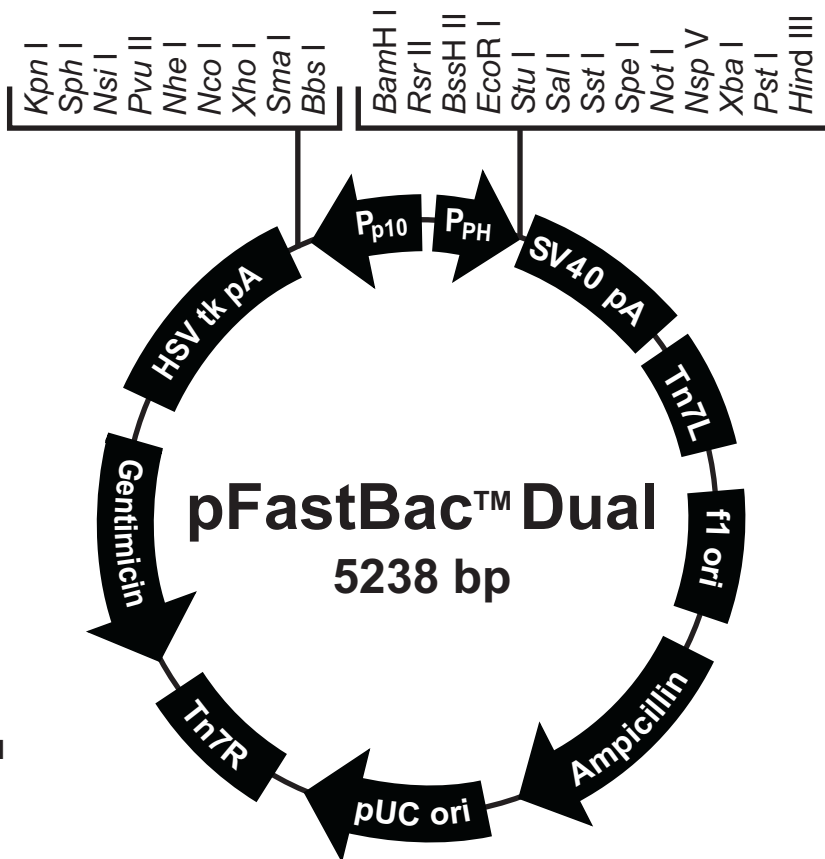 Kpn I
Sph I
Nsi I
Pvu II
Nhe I
Nco I
Xho I
Sma I
Bbs I
BamH I
Rsr II
BssH II
EcoR I
Stu I
Sal I
Sst I
Spe I
Not I
Nsp V
Xba I
Pst I
Hind III
Pp10
PPH
SV40 pA
HSV tk pA
Tn7L
Gentimicin
pFastBac™ Dual
5238 bp
f1 ori
Ampicillin
Tn7R
pUC ori